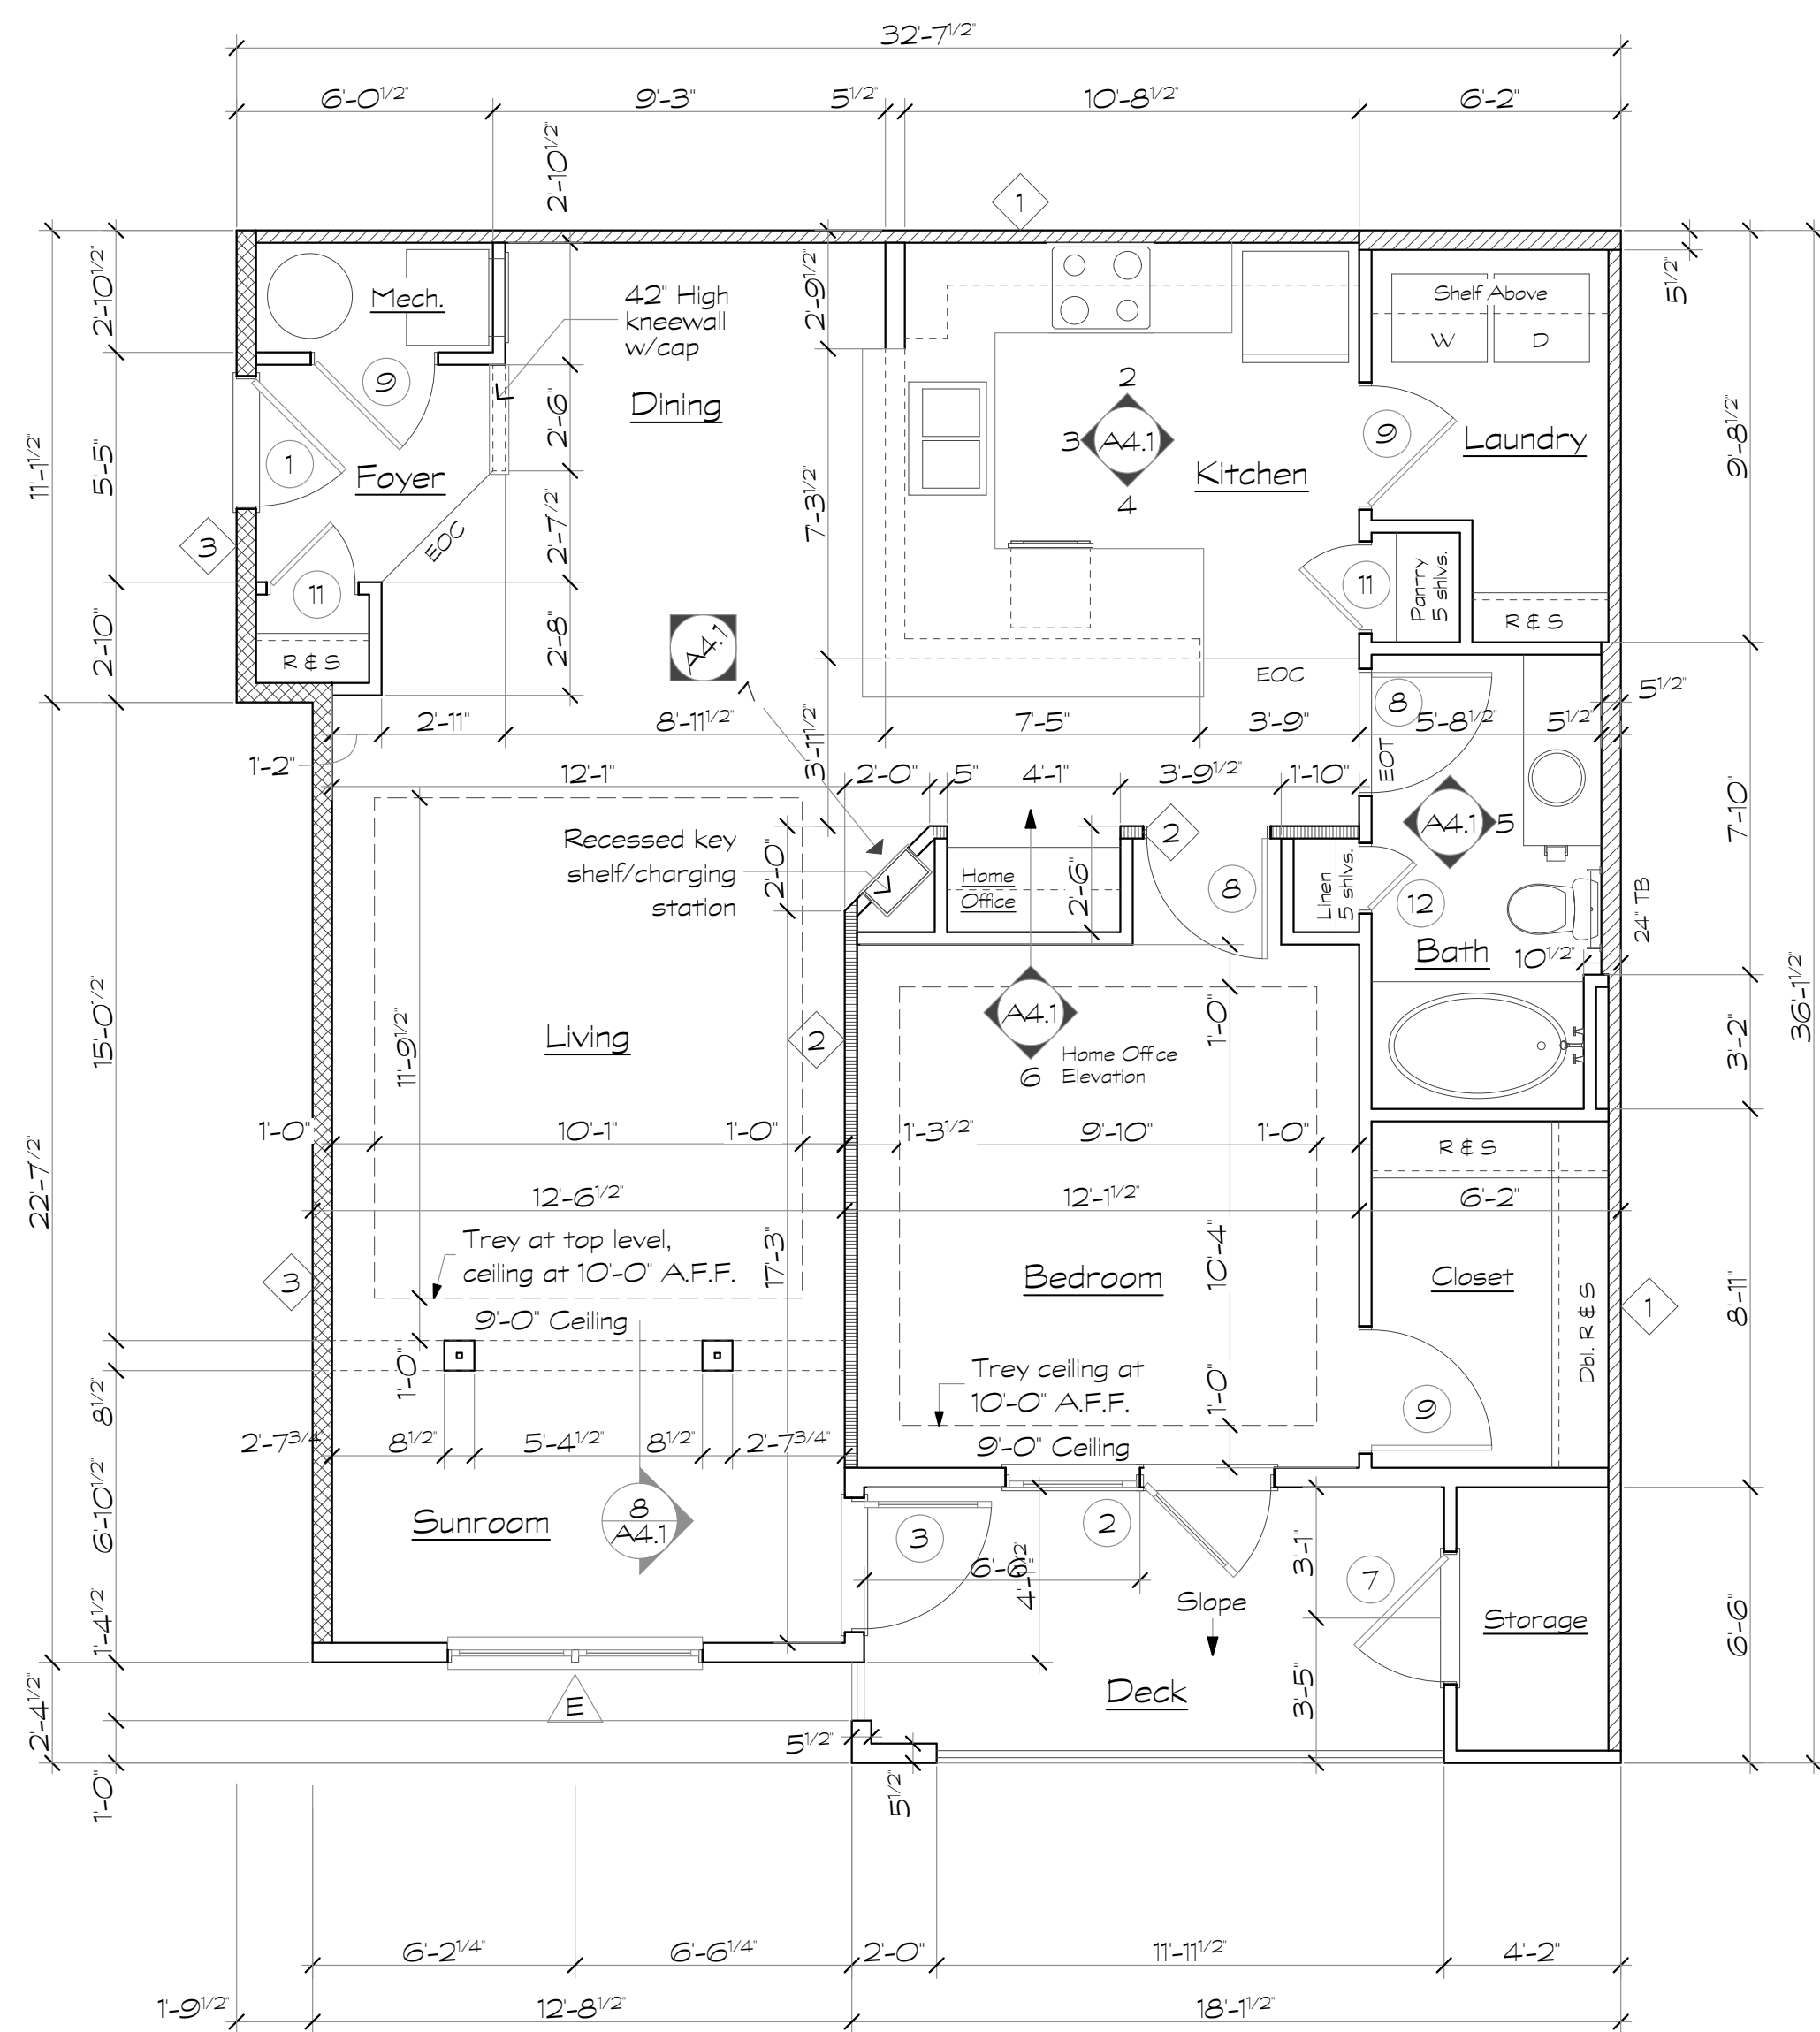 32'-7 1/2"
6'-0 1/2"
9'-3"
5 1/2"
10'-8 1/2"
6'-2"
2'-10 1/2"
1
2'-10 1/2"
2'-9 1/2"
5 1/2"
Mech.
42" High
kneewall
w/cap
Shelf Above
W
D
9
Dining
2
3
A4.1
4
9
Laundry
11'-1 1/2"
5'-5"
1
Foyer
2'-6"
7'-3 1/2"
Kitchen
9'-8 1/2"
3
EOC
2'-7 1/2"
11
11
Pantry
5 shlvs.
2'-10"
R & S
2'-8"
A4.1
7
R & S
EOC
8
5 1/2"
1'-2"
2'-11"
8'-11 1/2"
3'-11 1/2"
7'-5"
3'-9"
5'-8 1/2"
5 1/2"
EOT
12'-1"
2'-0"
5"
4'-1"
3'-9 1/2"
1'-10"
Recessed key
shelf/charging
station
2'-0"
Home
Office
2'-6"
2
8
Linen
5 shlvs.
A4.1
5
12
7'-10"
24" TB
Bath
10 1/2"
15'-0 1/2"
11'-9 1/2"
Living
2
A4.1
6
Home Office
Elevation
1'-0"
3'-2"
36'-1 1/2"
1'-0"
10'-1"
1'-0"
1'-3 1/2"
9'-10"
1'-0"
R & S
22'-7 1/2"
12'-6 1/2"
12'-1 1/2"
6'-2"
Trey at top level,
ceiling at 10'-0" A.F.F.
17'-3"
10'-4"
Bedroom
Closet
3
9'-0" Ceiling
Dbl. R & S
1
8'-11"
1'-0"
Trey ceiling at
10'-0" A.F.F.
1'-0"
9
8 1/2"
2'-7 3/4"
8 1/2"
5'-4 1/2"
8 1/2"
2'-7 3/4"
9'-0" Ceiling
6'-10 1/2"
Sunroom
8
A4.1
3
2
6'-6"
4'-1 1/2"
3'-1"
7
Slope
Storage
6'-6"
1'-4 1/2"
E
Deck
3'-5"
2'-4 1/2"
5 1/2"
1'-0"
5 1/2"
6'-2 1/4"
6'-6 1/4"
2'-0"
11'-11 1/2"
4'-2"
1'-9 1/2"
12'-8 1/2"
18'-1 1/2"